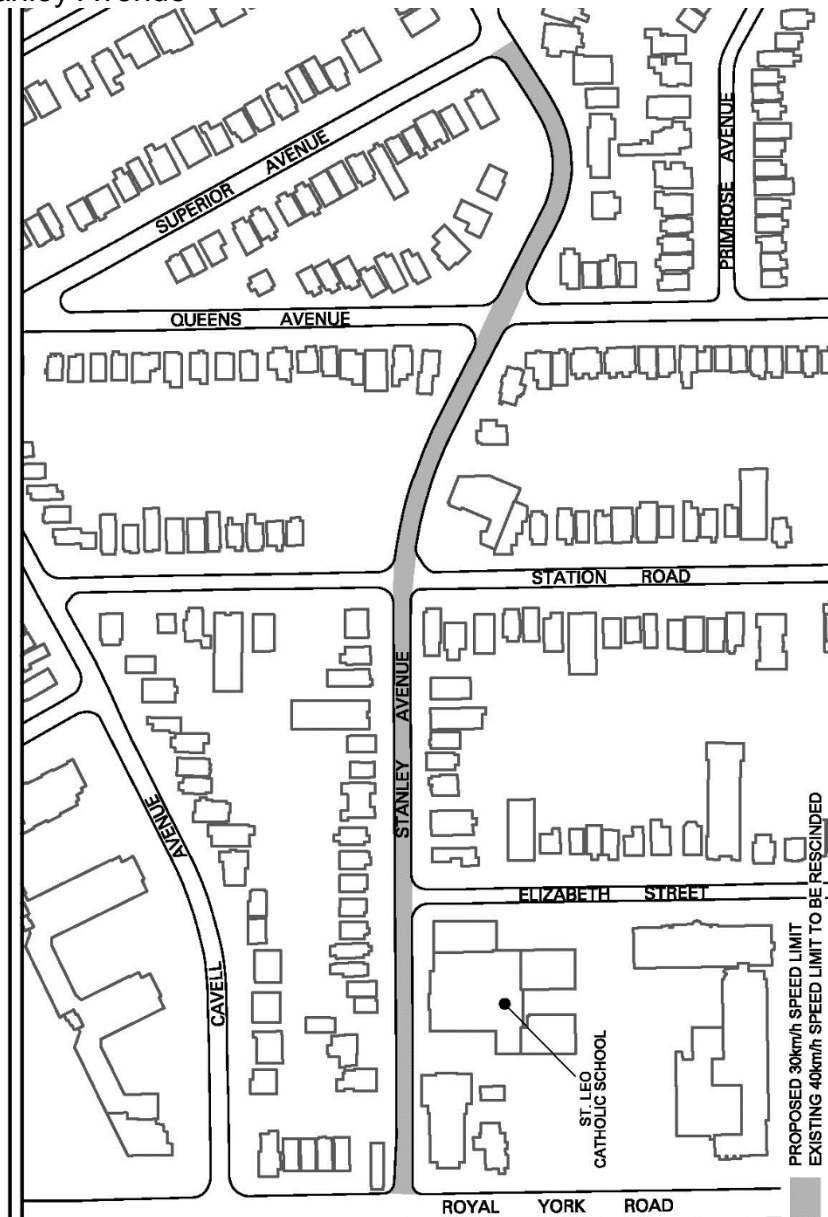 SUPERIOR AVENUE
PRIMROSE AVENUE
QUEENS AVENUE
STATION ROAD
STANLEY AVENUE
AVENUE
CAVELL
ELIZABETH STREET
ST. LEO
CATHOLIC SCHOOL
ROYAL YORK ROAD
PROPOSED 30km/h SPEED LIMIT
EXISTING 40km/h SPEED LIMIT TO BE RESCINDED